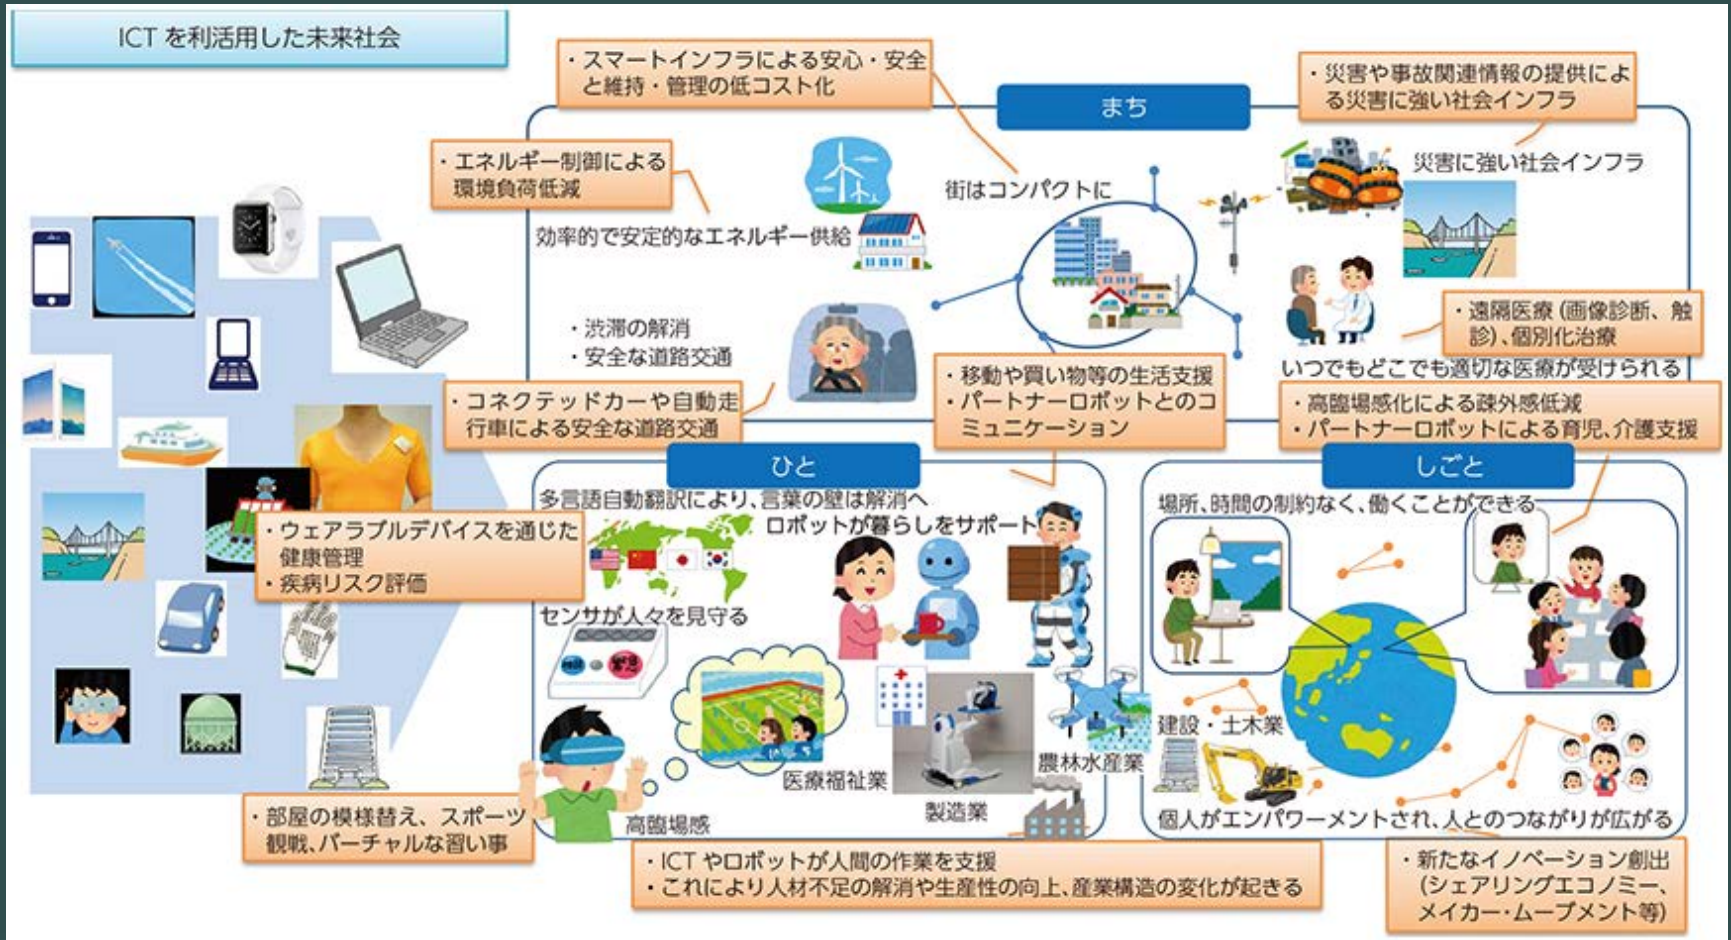 ICTを利活用した未来社会
・スマートインフラによる安心・安全
と維持・管理の低コスト化
まち
・災害や事故関連情報の提供によ
る災害に強い社会インフラ
・エネルギー制御による
環境負荷低減
災害に強い社会インフラ
街はコンパクトに
効率的で安定的なエネルギー供給
・渋滞の解消
・安全な道路交通
・遠隔医療（画像診断、触
診）、個別化治療
いつでもどこでも適切な医療が受けられる
・コネクテッドカーや自動走
行車による安全な道路交通
・移動や買い物等の生活支援
・パートナーロボットとのコ
ミュニケーション
・高臨場感化による疎外感低減
・パートナーロボットによる育児、介護支援
ひと
多言語自動翻訳により、言葉の壁は解消へ
ロボットが暮らしをサポート
・ウェアラブルデバイスを通じた
健康管理
・疾病リスク評価
センサが人々を見守る
緊急
医療福祉業
製造業
農林水産業
高臨場感
・部屋の模様替え、スポーツ
観戦、バーチャルな習い事
しごと
場所、時間の制約なく、働くことができる
建設・土木業
個人がエンパワーメントされ、人とのつながりが広がる
・ICTやロボットが人間の作業を支援
・これにより人材不足の解消や生産性の向上、産業構造の変化が起きる
・新たなイノベーション創出
（シェアリングエコノミー、
メイカー・ムーブメント等）